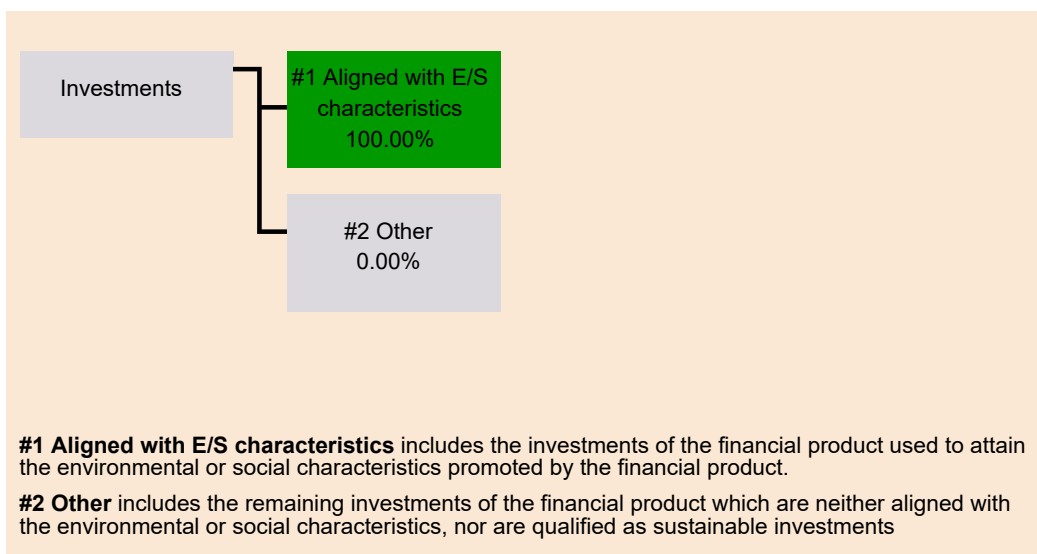 Investments
#1 Aligned with E/S
characteristics
100.00%
#2 Other
0.00%
#1 Aligned with E/S characteristics includes the investments of the financial product used to attain
the environmental or social characteristics promoted by the financial product.
#2 Other includes the remaining investments of the financial product which are neither aligned with
the environmental or social characteristics, nor are qualified as sustainable investments